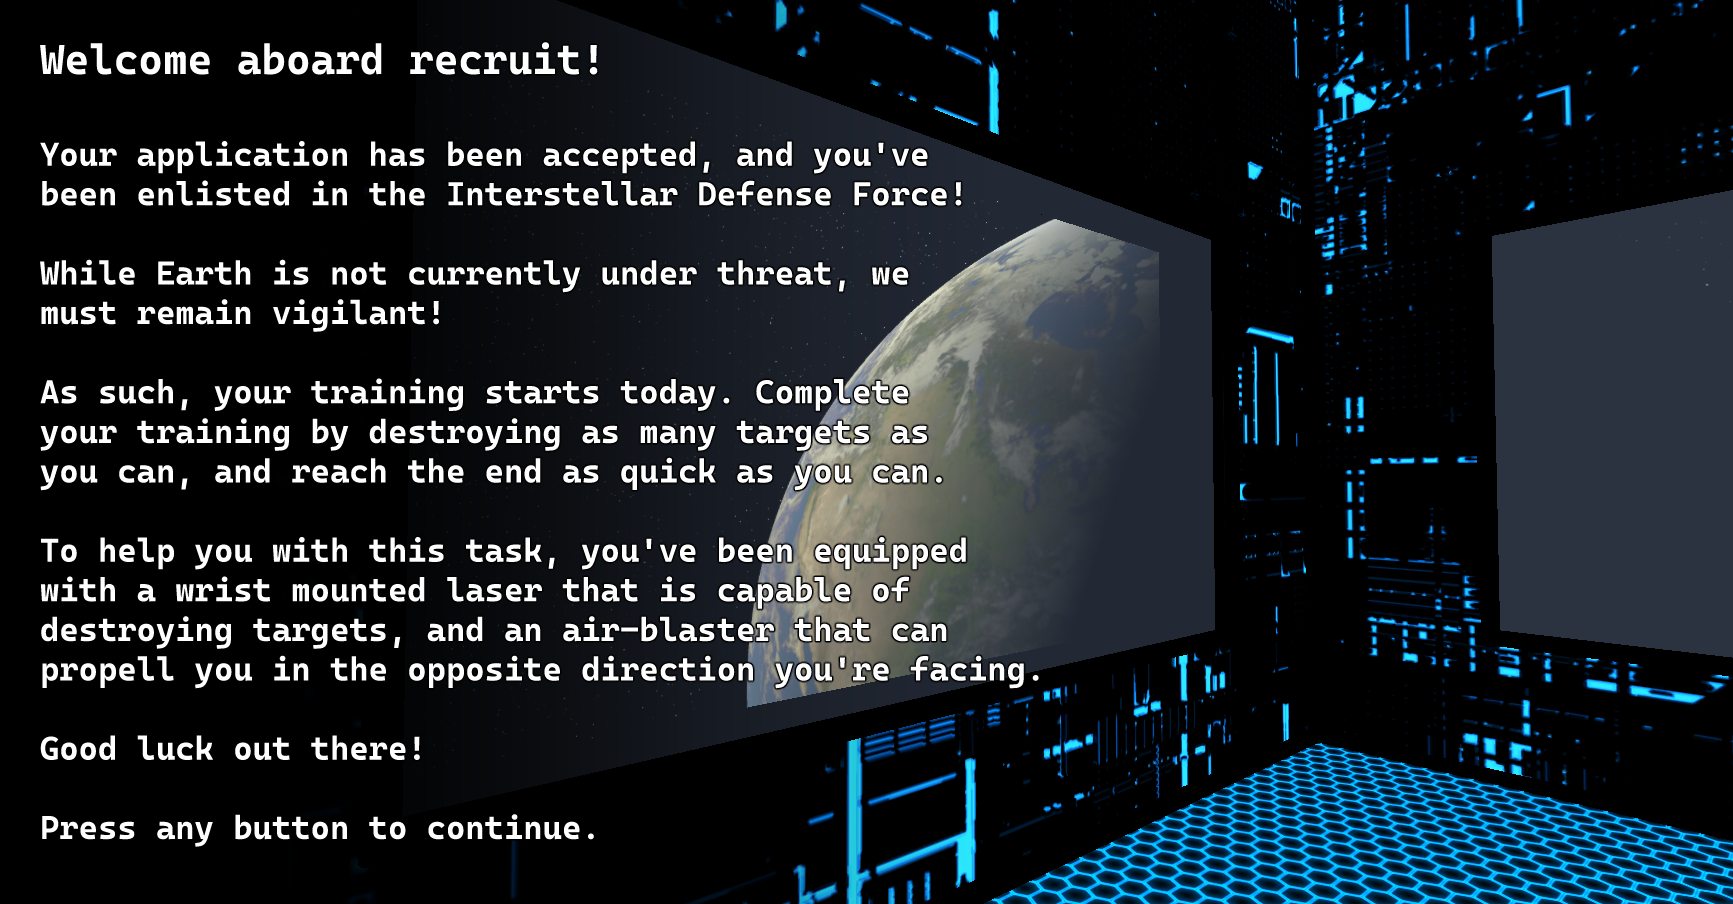 Welcome aboard recruit!
Your application has been accepted, and you've
been enlisted in the Interstellar Defense Force!
While Earth is not currently under threat, we
must remain vigilant!
As such, your training starts today. Complete
your training by destroying as many targets as
you can, and reach the end as quick as you can.
To help you with this task, you've been equipped
with a wrist mounted laser that is capable of
destroying targets, and an air-blaster that can
propell you in the opposite direction you're facing.
Good luck out there!
Press any button to continue.